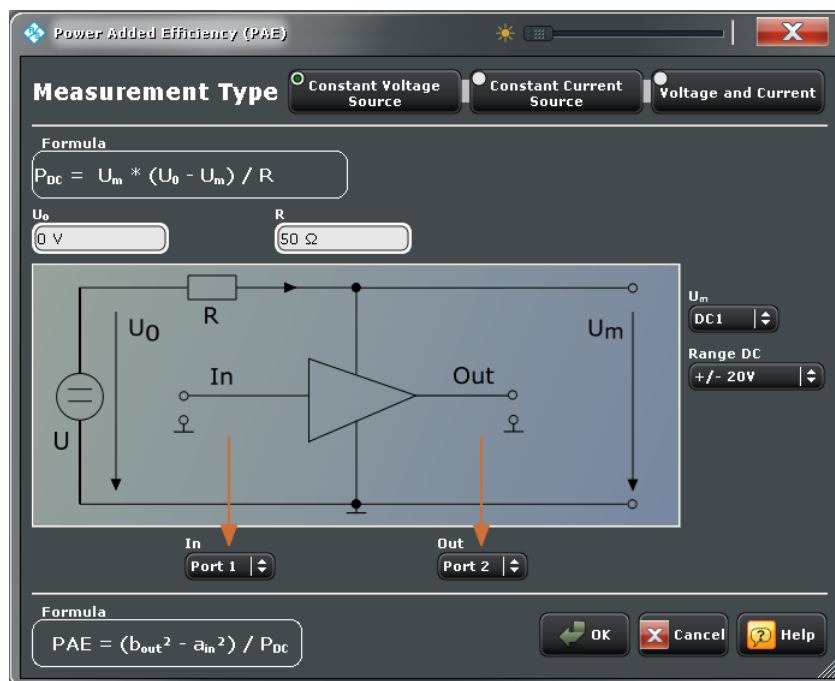 Power Added Efficiency (PAE)
Measurement Type
Constant Voltage
Source
Constant Current
Source
Voltage and Current
Formula
P_DC = U_m * (U_0 - U_m) / R
U₀
0 V
R
50 Ω
U_m
DC1
Range DC
+/- 20V
R
U_0
U_m
In
Out
U
In
Port 1
Out
Port 2
Formula
PAE = (b_out² - a_in²) / P_DC
OK
Cancel
Help